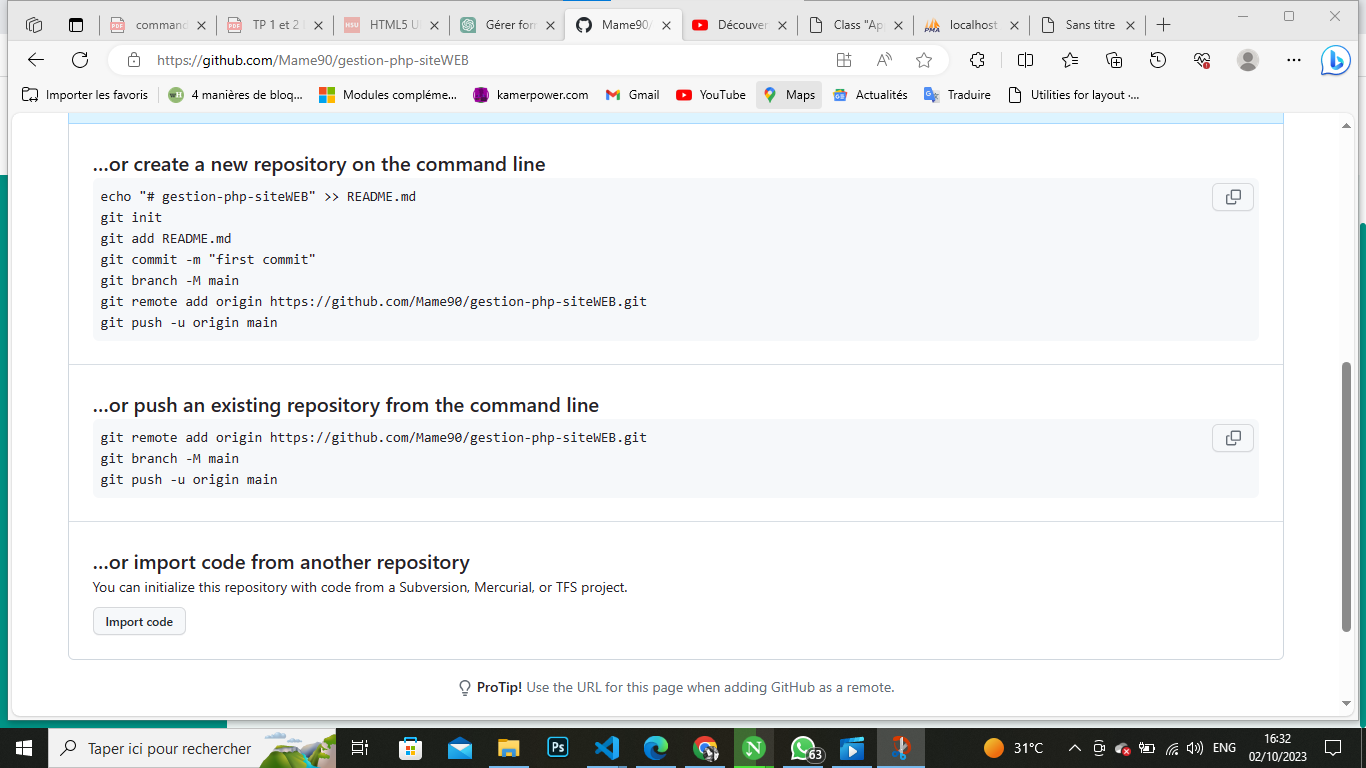 command
TP 1 et 2
HTML5 U
Gérer for
Mame90/
Découver
Class "Ap
localhost
Sans titre
https://github.com/Mame90/gestion-php-siteWEB
Importer les favoris
4 manières de bloq...
Modules compléme...
kamerpower.com
Gmail
YouTube
Maps
Actualités
Traduire
Utilities for layout ·...
...or create a new repository on the command line
echo "# gestion-php-siteWEB" >> README.md
git init
git add README.md
git commit -m "first commit"
git branch -M main
git remote add origin https://github.com/Mame90/gestion-php-siteWEB.git
git push -u origin main
...or push an existing repository from the command line
git remote add origin https://github.com/Mame90/gestion-php-siteWEB.git
git branch -M main
git push -u origin main
...or import code from another repository
You can initialize this repository with code from a Subversion, Mercurial, or TFS project.
Import code
ProTip! Use the URL for this page when adding GitHub as a remote.
Taper ici pour rechercher
Ps
63
31°C
ENG
16:32
02/10/2023